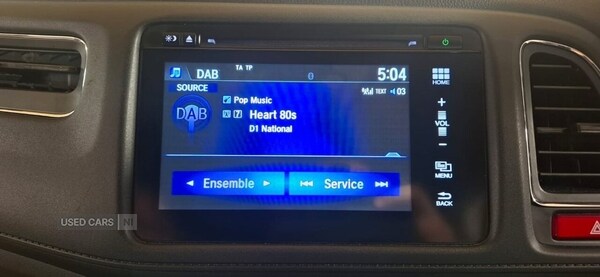 DAB
TA TP
5:04
HOME
SOURCE
TEXT 03
Pop Music
DAB
7 Heart 80s
D1 National
+
VOL
−
Ensemble
Service
MENU
BACK
USED CARS NI